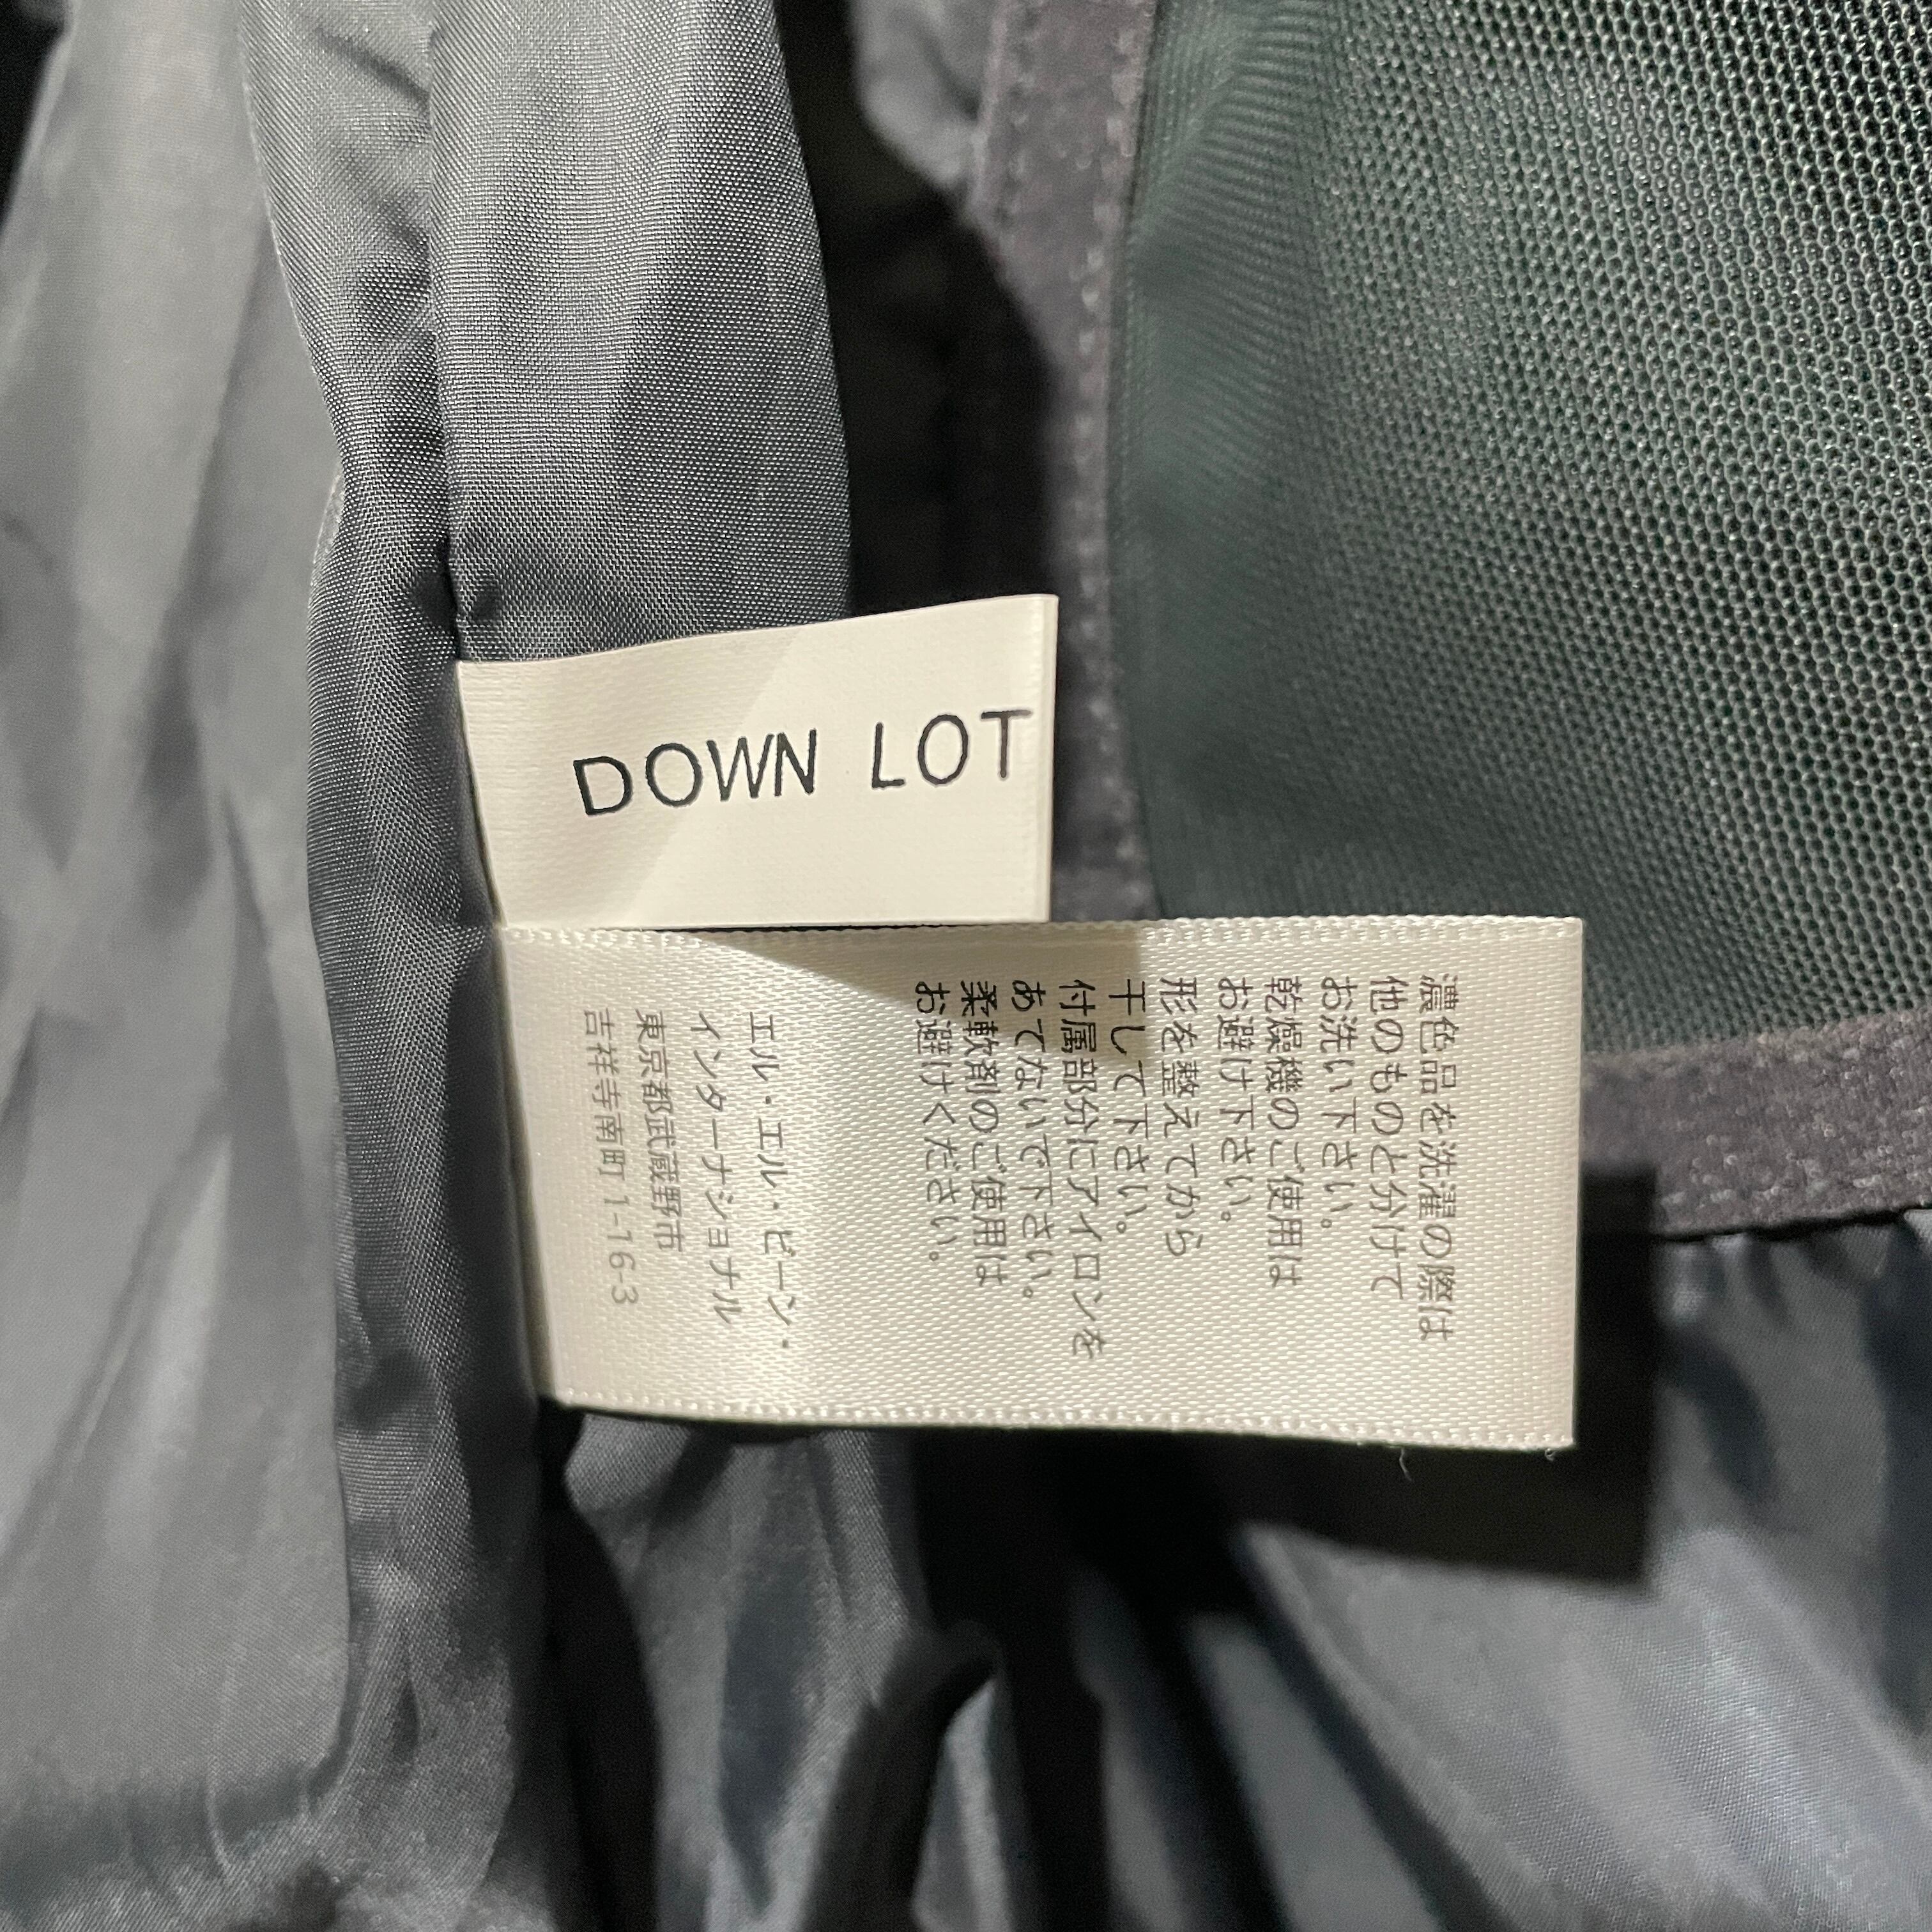 DOWN LOT
濃色品を洗濯の際は
他のものと分けて
お洗い下さい。
乾燥機のご使用は
お避け下さい。
形を整えてから
干して下さい。
付属部分にアイロンを
あてないで下さい。
柔軟剤のご使用は
お避けください。
エル・エル・ビーン・
インターナショナル
東京都武蔵野市
吉祥寺南町1-16-3